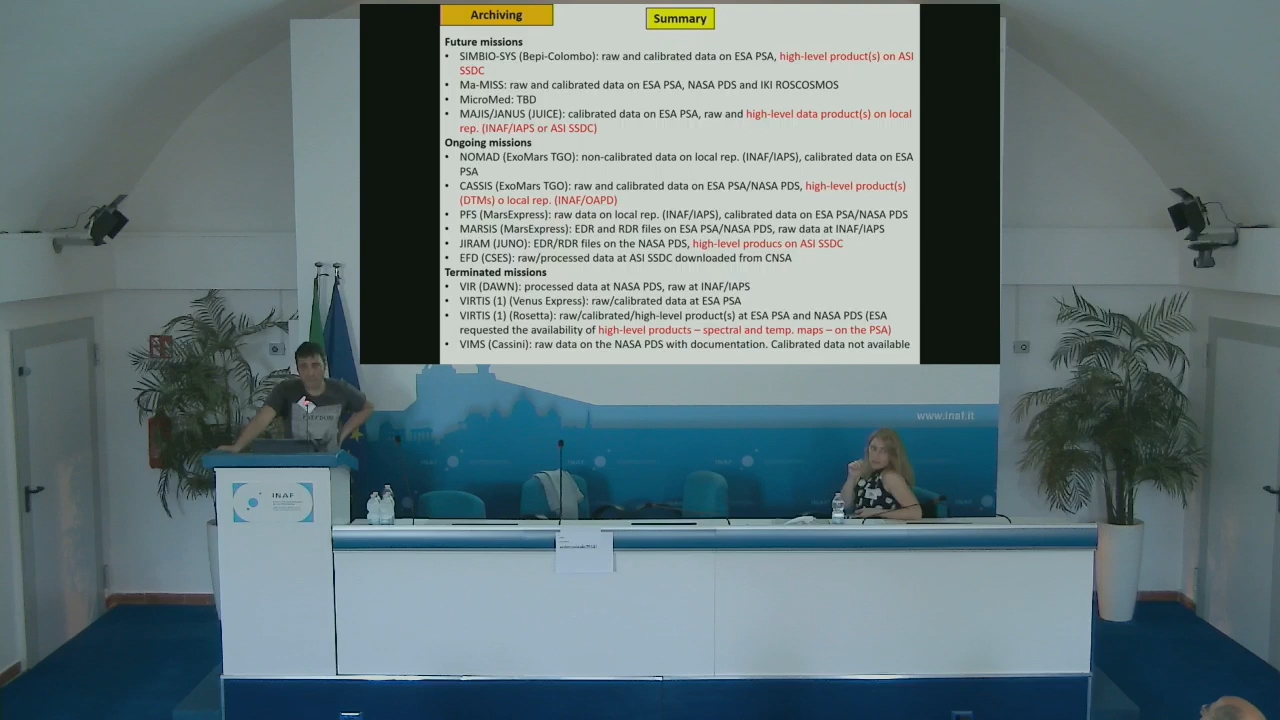 Archiving
Summary
Future missions
• SIMBIO-SYS (Bepi-Colombo): raw and calibrated data on ESA PSA, high-level product(s) on ASI
SSDC
• Ma-MISS: raw and calibrated data on ESA PSA, NASA PDS and IKI ROSCOSMOS
• MicroMed: TBD
• MAJIS/JANUS (JUICE): calibrated data on ESA PSA, raw and high-level data product(s) on local
rep. (INAF/IAPS or ASI SSDC)
Ongoing missions
• NOMAD (ExoMars TGO): non-calibrated data on local rep. (INAF/IAPS), calibrated data on ESA
PSA
• CASSIS (ExoMars TGO): raw and calibrated data on ESA PSA/NASA PDS, high-level product(s)
(DTMs) o local rep. (INAF/OAPD)
• PFS (MarsExpress): raw data on local rep. (INAF/IAPS), calibrated data on ESA PSA/NASA PDS
• MARSIS (MarsExpress): EDR and RDR files on ESA PSA/NASA PDS, raw data at INAF/IAPS
• JIRAM (JUNO): EDR/RDR files on the NASA PDS, high-level producs on ASI SSDC
• EFD (CSES): raw/processed data at ASI SSDC downloaded from CNSA
Terminated missions
• VIR (DAWN): processed data at NASA PDS, raw at INAF/IAPS
• VIRTIS (1) (Venus Express): raw/calibrated data at ESA PSA
• VIRTIS (1) (Rosetta): raw/calibrated/high-level product(s) at ESA PSA and NASA PDS (ESA
requested the availability of high-level products – spectral and temp. maps – on the PSA)
• VIMS (Cassini): raw data on the NASA PDS with documentation. Calibrated data not available
www.inaf.it
INAF